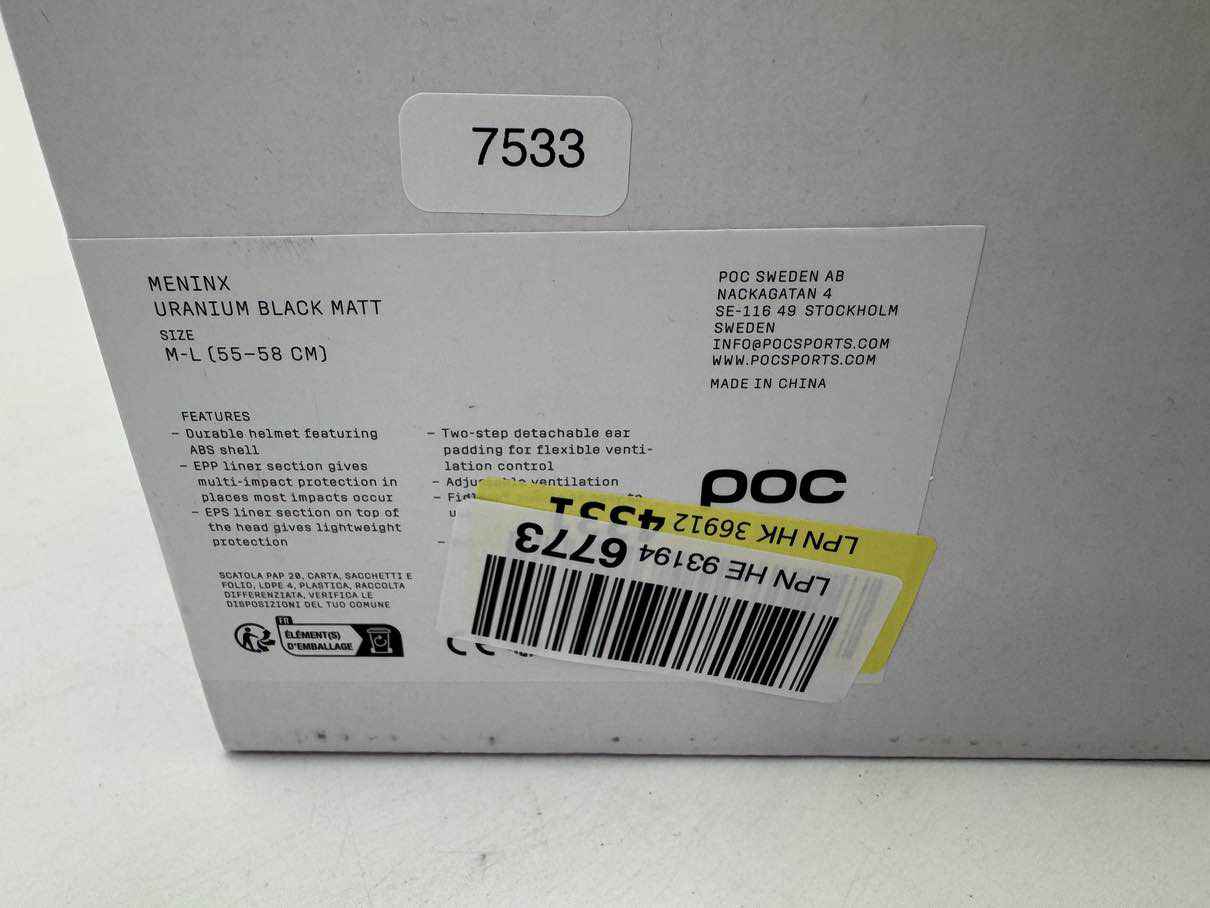 7533
MENINX
URANIUM BLACK MATT
SIZE
M-L (55–58 CM)
POC SWEDEN AB
NACKAGATAN 4
SE-116 49 STOCKHOLM
SWEDEN
INFO@POCSPORTS.COM
WWW.POCSPORTS.COM
MADE IN CHINA
FEATURES
– Durable helmet featuring
ABS shell
– EPP liner section gives
multi-impact protection in
places most impacts occur
– EPS liner section on top of
the head gives lightweight
protection
– Two-step detachable ear
padding for flexible venti-
lation control
– ventilation
poc
LPN HK 36912 4331
LPN HE 93194 6773
SCATOLA PAP 20, CARTA, SACCHETTI E
FOLIO, LDPE 4, PLASTICA, RACCOLTA
DIFFERENZIATA, VERIFICA LE
DISPOSIZIONI DEL TUO COMUNE
FR
ÉLÉMENT(S)
D'EMBALLAGE